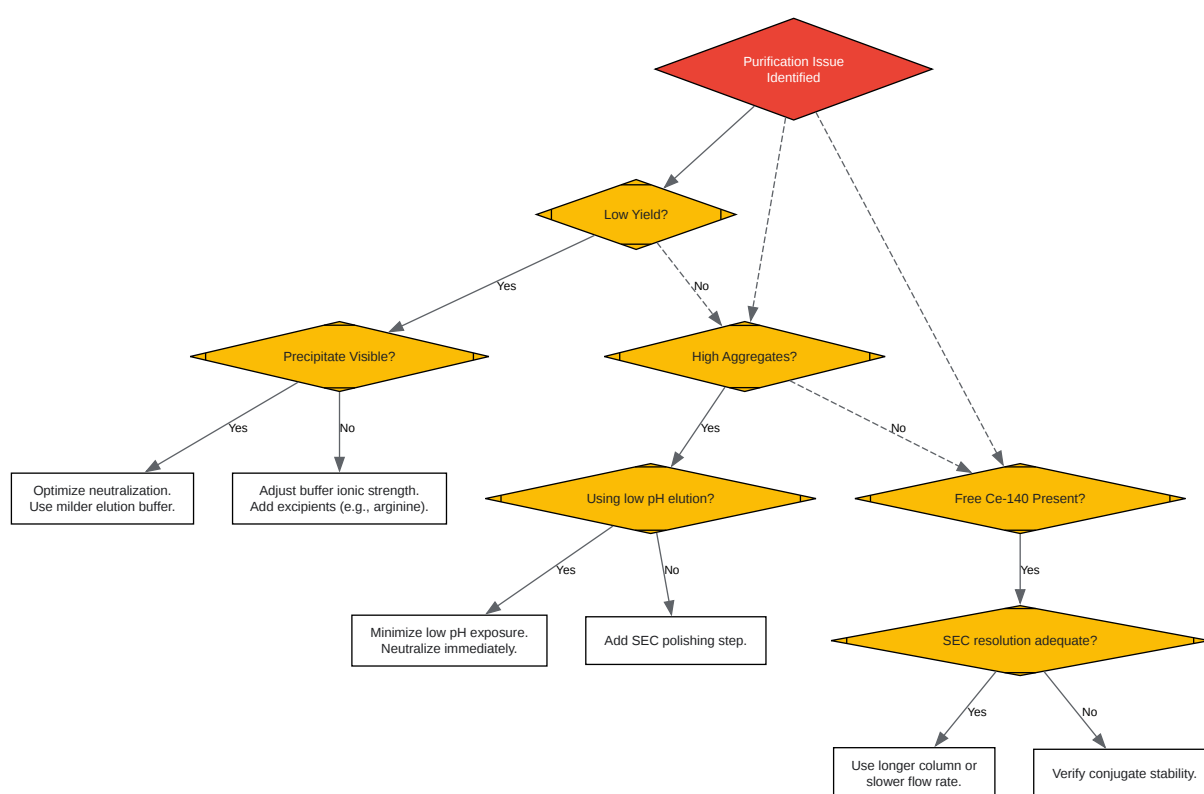 Purification Issue
Identified
Low Yield?
Yes
No
Precipitate Visible?
High Aggregates?
Yes
No
Yes
No
Optimize neutralization.
Use milder elution buffer.
Adjust buffer ionic strength.
Add excipients (e.g., arginine).
Using low pH elution?
Free Ce-140 Present?
Yes
No
Yes
Minimize low pH exposure.
Neutralize immediately.
Add SEC polishing step.
SEC resolution adequate?
Yes
No
Use longer column or
slower flow rate.
Verify conjugate stability.